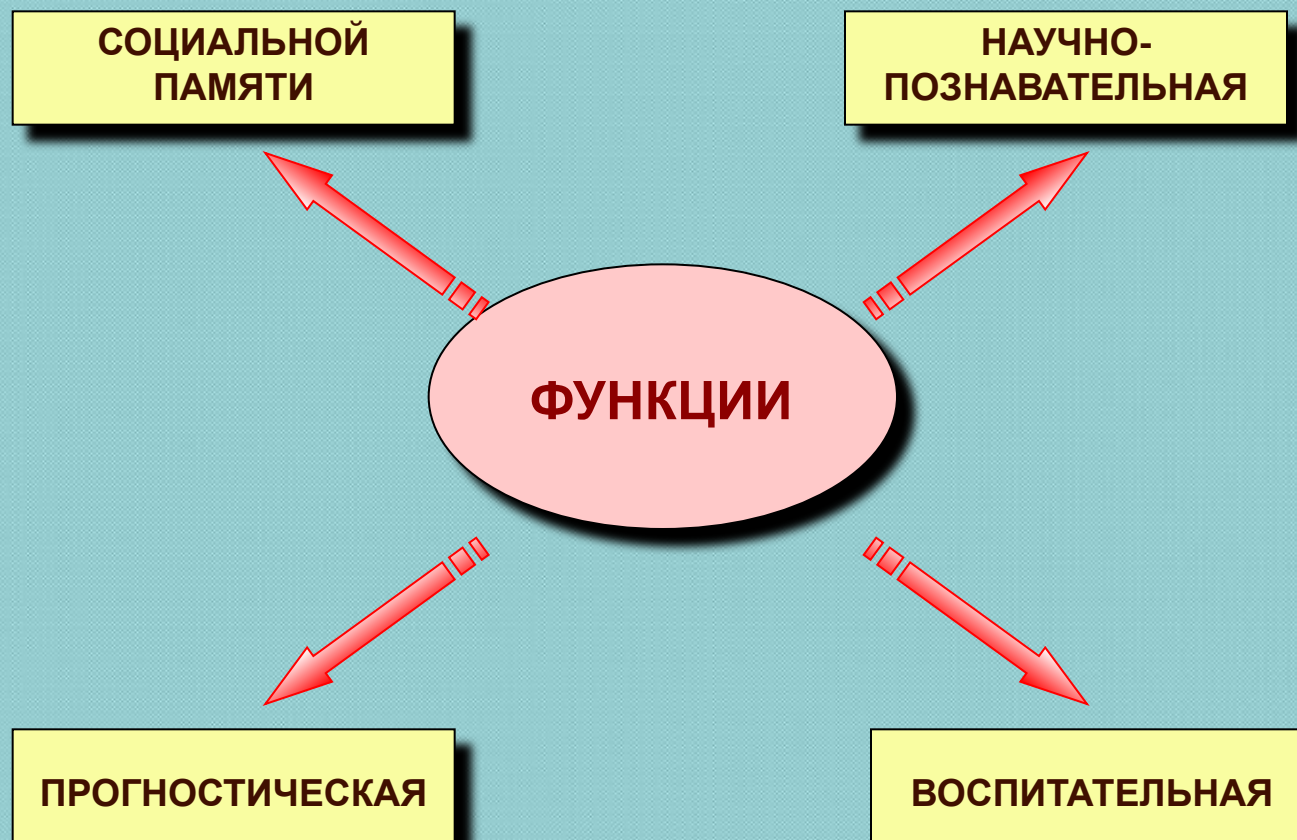 СОЦИАЛЬНОЙ
ПАМЯТИ
НАУЧНО-
ПОЗНАВАТЕЛЬНАЯ
ФУНКЦИИ
ПРОГНОСТИЧЕСКАЯ
ВОСПИТАТЕЛЬНАЯ